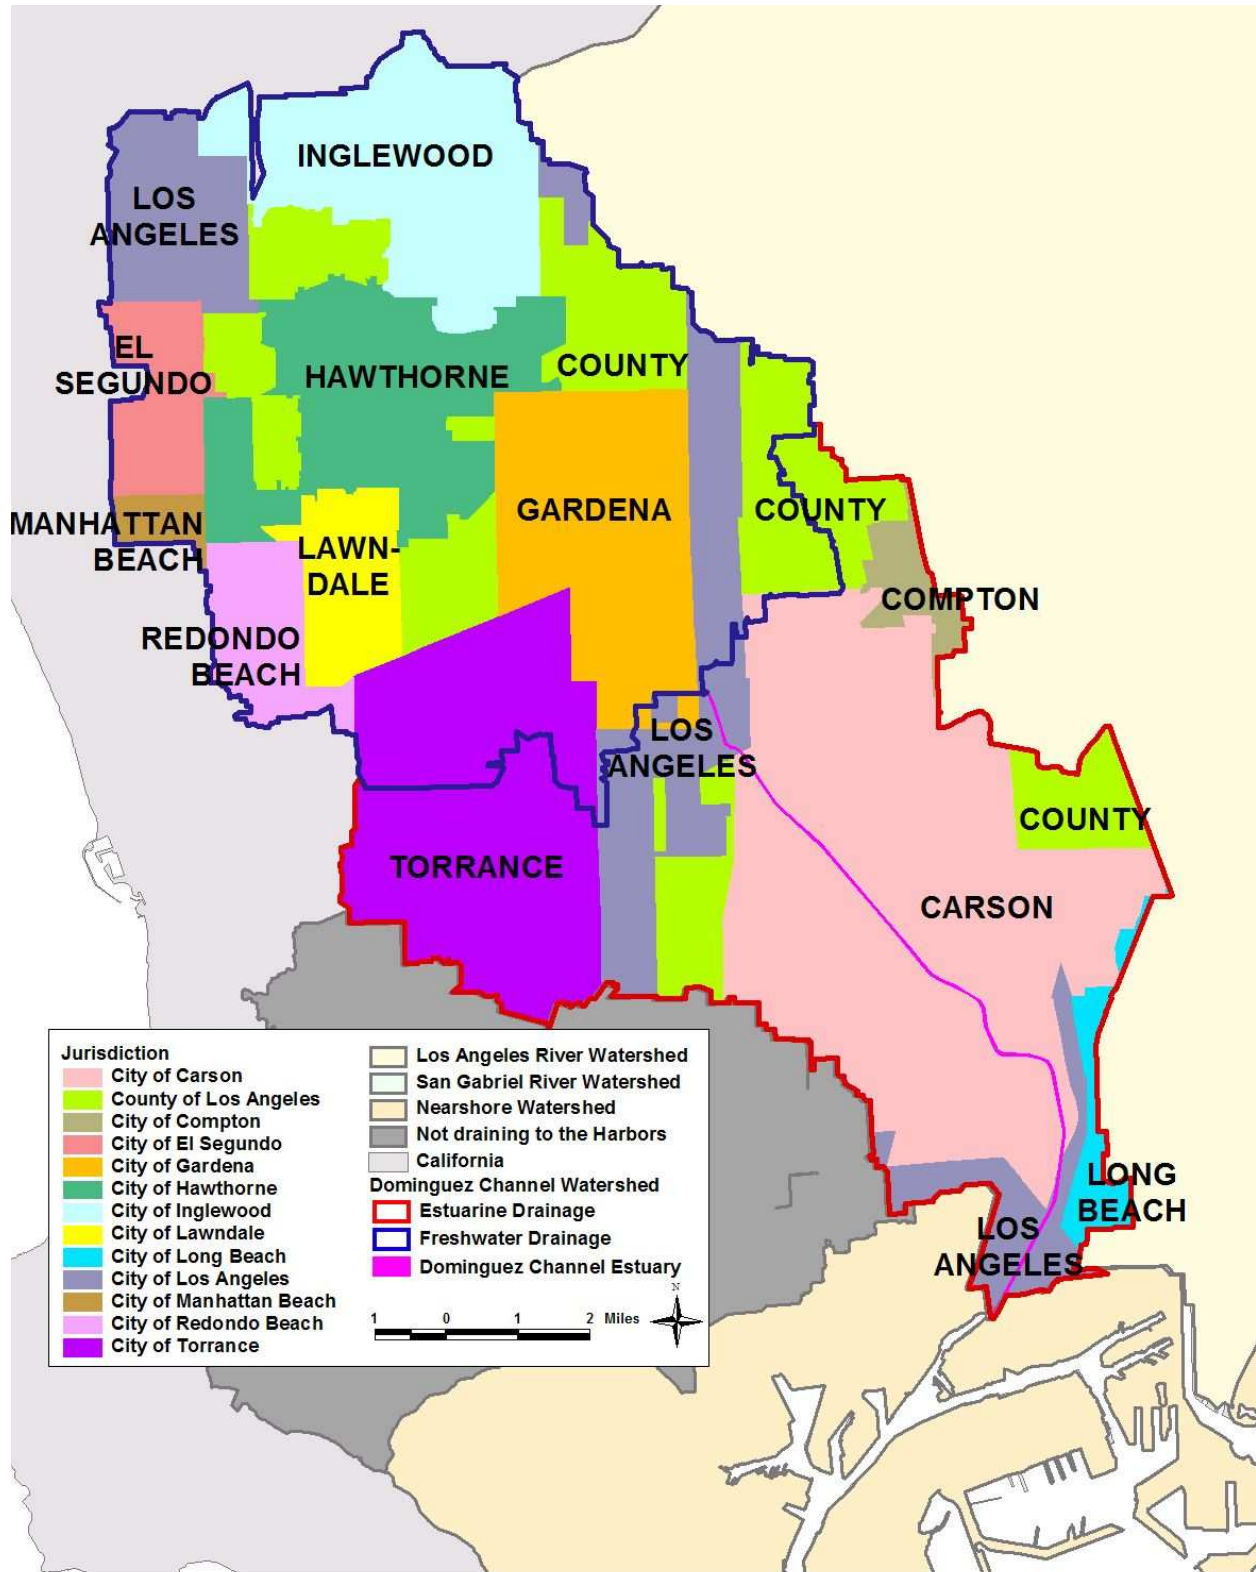 INGLEWOOD
LOS
ANGELES
EL
SEGUNDO
HAWTHORNE
COUNTY
GARDENA
COUNTY
MANHATTAN
BEACH
LAWN-
DALE
COMPTON
REDONDO
BEACH
LOS
ANGELES
COUNTY
TORRANCE
CARSON
LONG
BEACH
LOS
ANGELES
Jurisdiction
City of Carson
County of Los Angeles
City of Compton
City of El Segundo
City of Gardena
City of Hawthorne
City of Inglewood
City of Lawndale
City of Long Beach
City of Los Angeles
City of Manhattan Beach
City of Redondo Beach
City of Torrance
Los Angeles River Watershed
San Gabriel River Watershed
Nearshore Watershed
Not draining to the Harbors
California
Dominguez Channel Watershed
Estuarine Drainage
Freshwater Drainage
Dominguez Channel Estuary
1 0 1 2 Miles
N